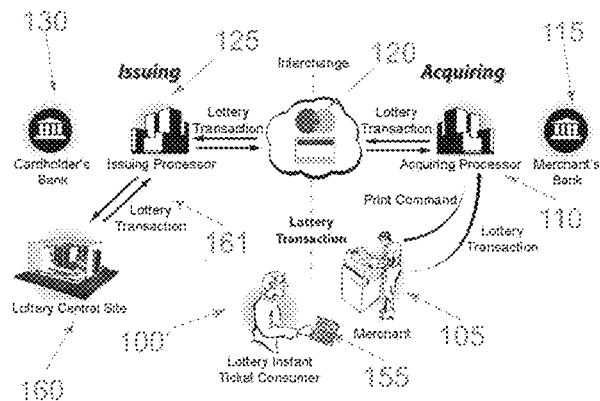 130
125
115
Issuing
Interchange
120
Acquiring
Lottery
Transaction
Lottery
Transaction
Cardholder's
Bank
Issuing Processor
Acquiring Processor
Merchant's
Bank
Lottery
Transaction
161
Lottery
Transaction
Print Command
110
Lottery
Transaction
Lottery Central Site
160
100
Lottery Instant
Ticket Consumer
155
Merchant
105